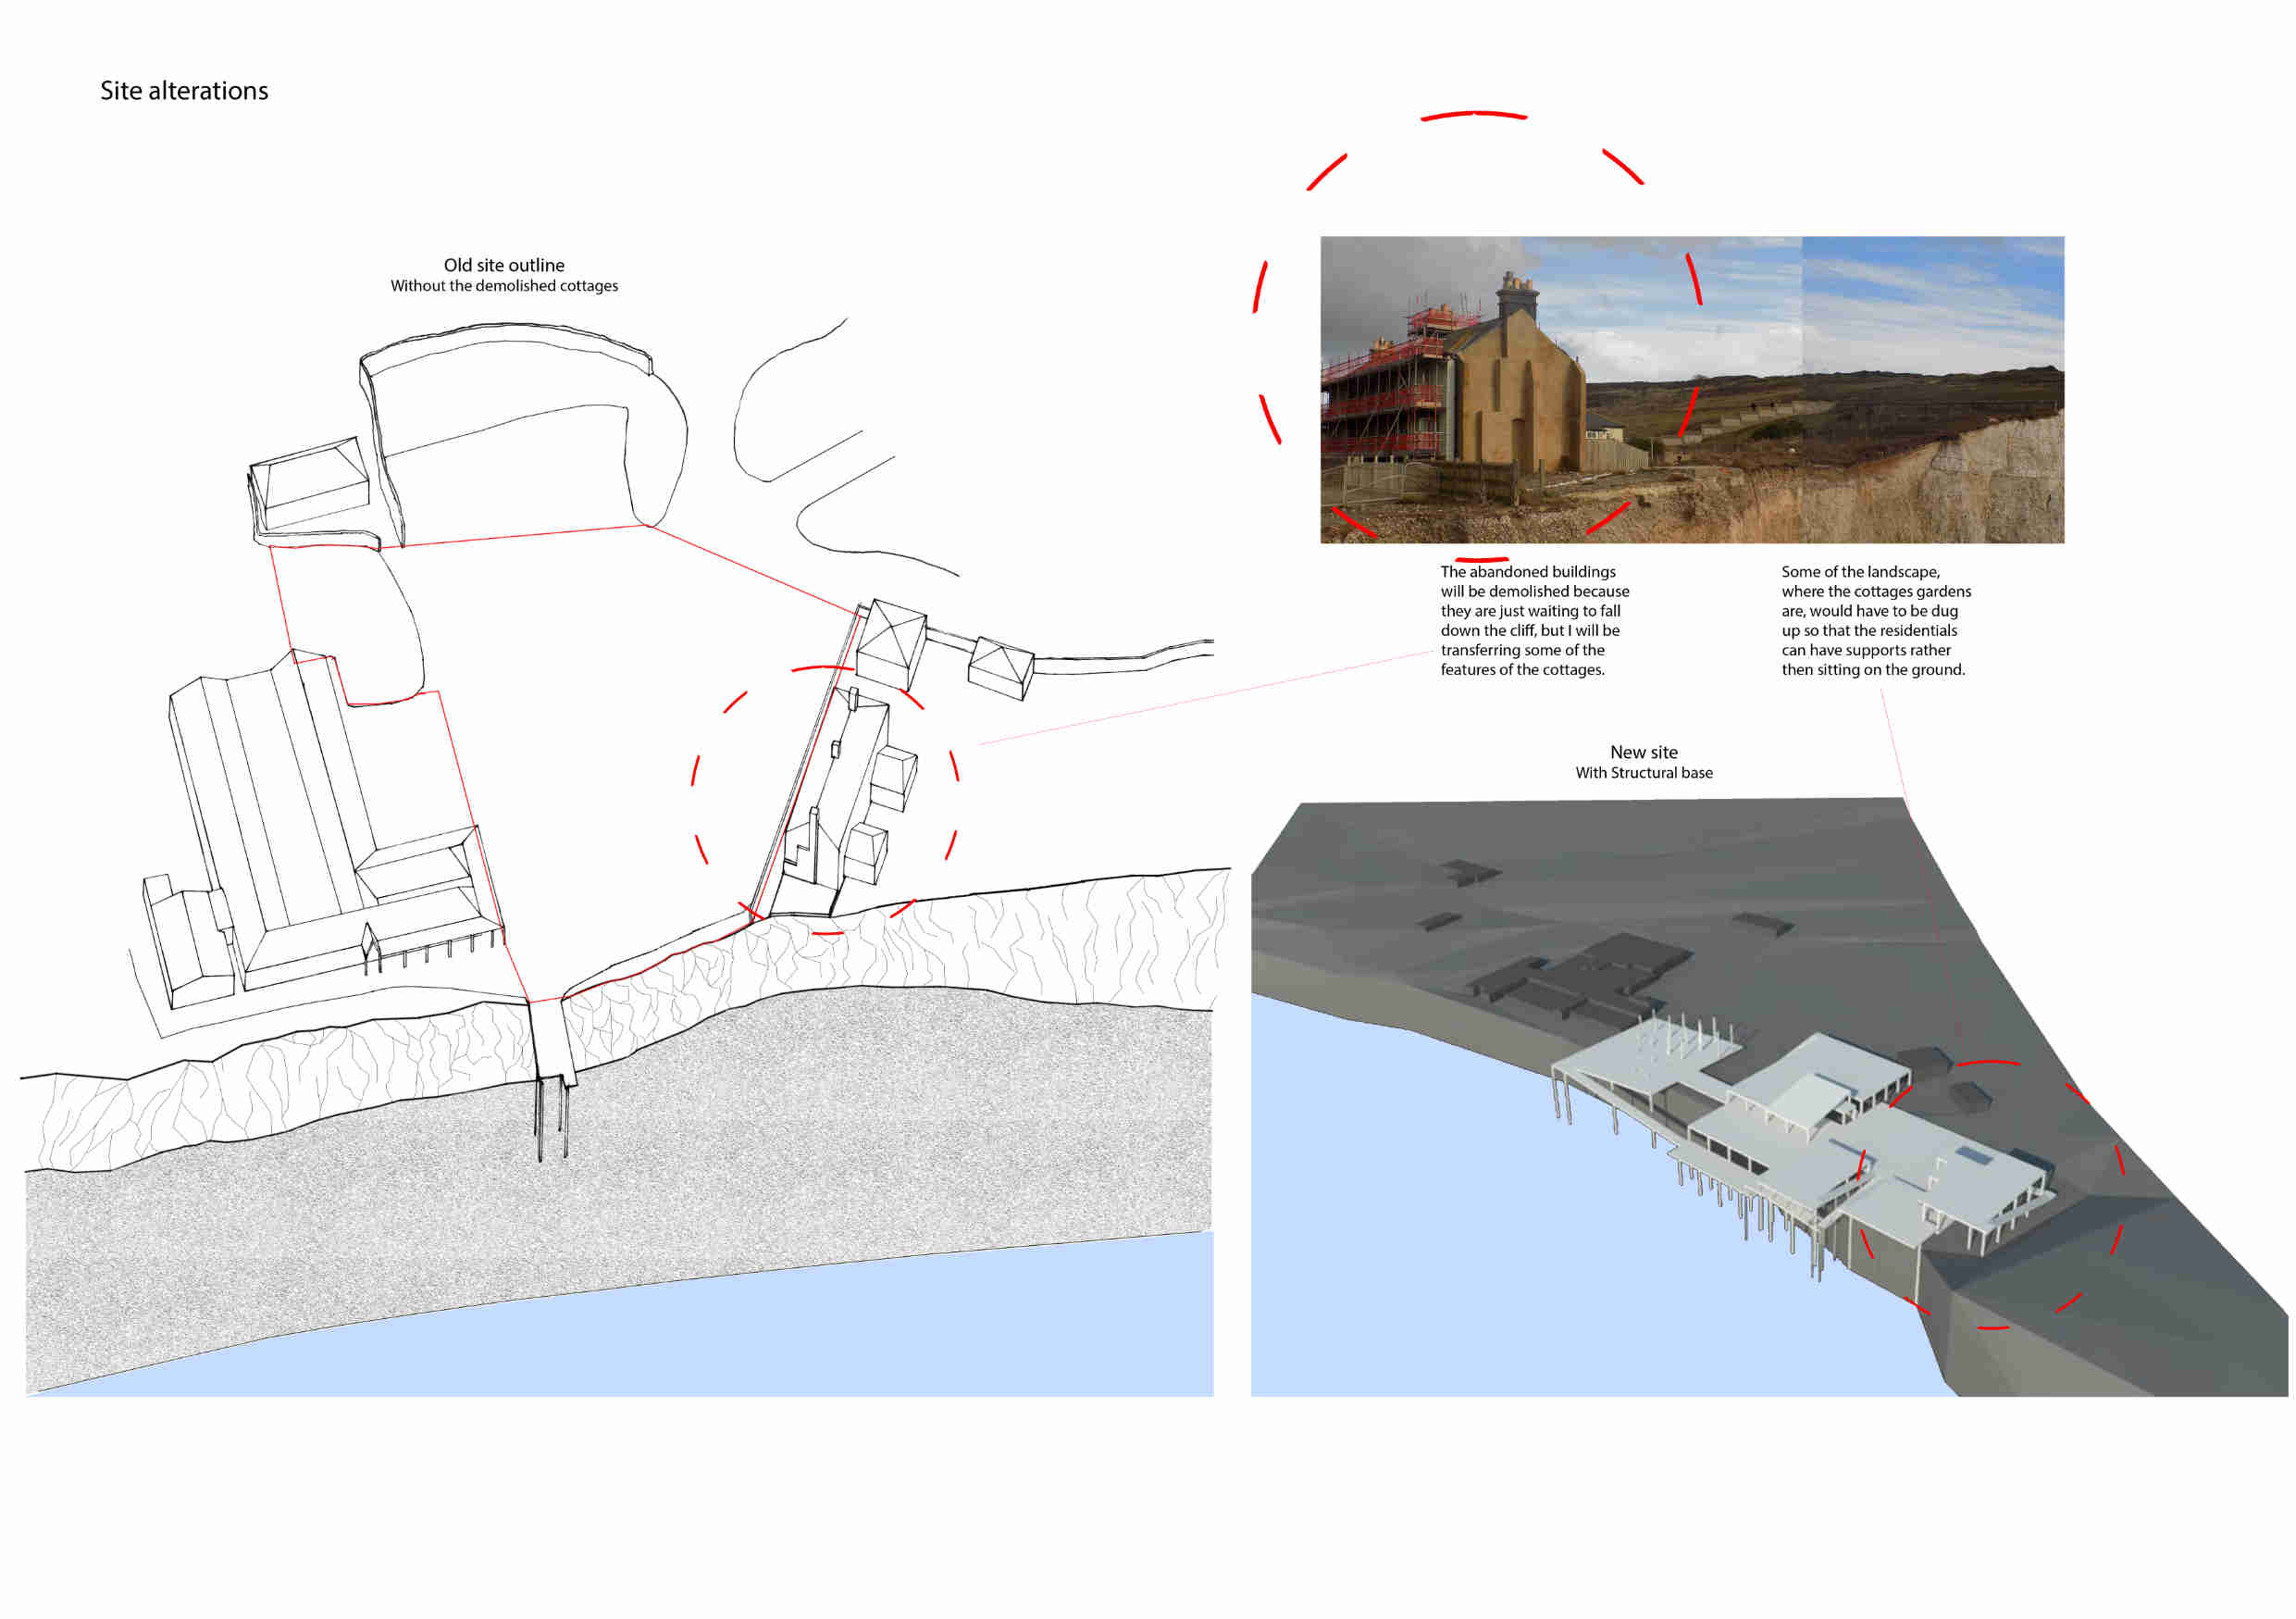 Site alterations
Old site outline
Without the demolished cottages
The abandoned buildings
will be demolished because
they are just waiting to fall
down the cliff, but I will be
transferring some of the
features of the cottages.
Some of the landscape,
where the cottages gardens
are, would have to be dug
up so that the residentials
can have supports rather
then sitting on the ground.
New site
With Structural base